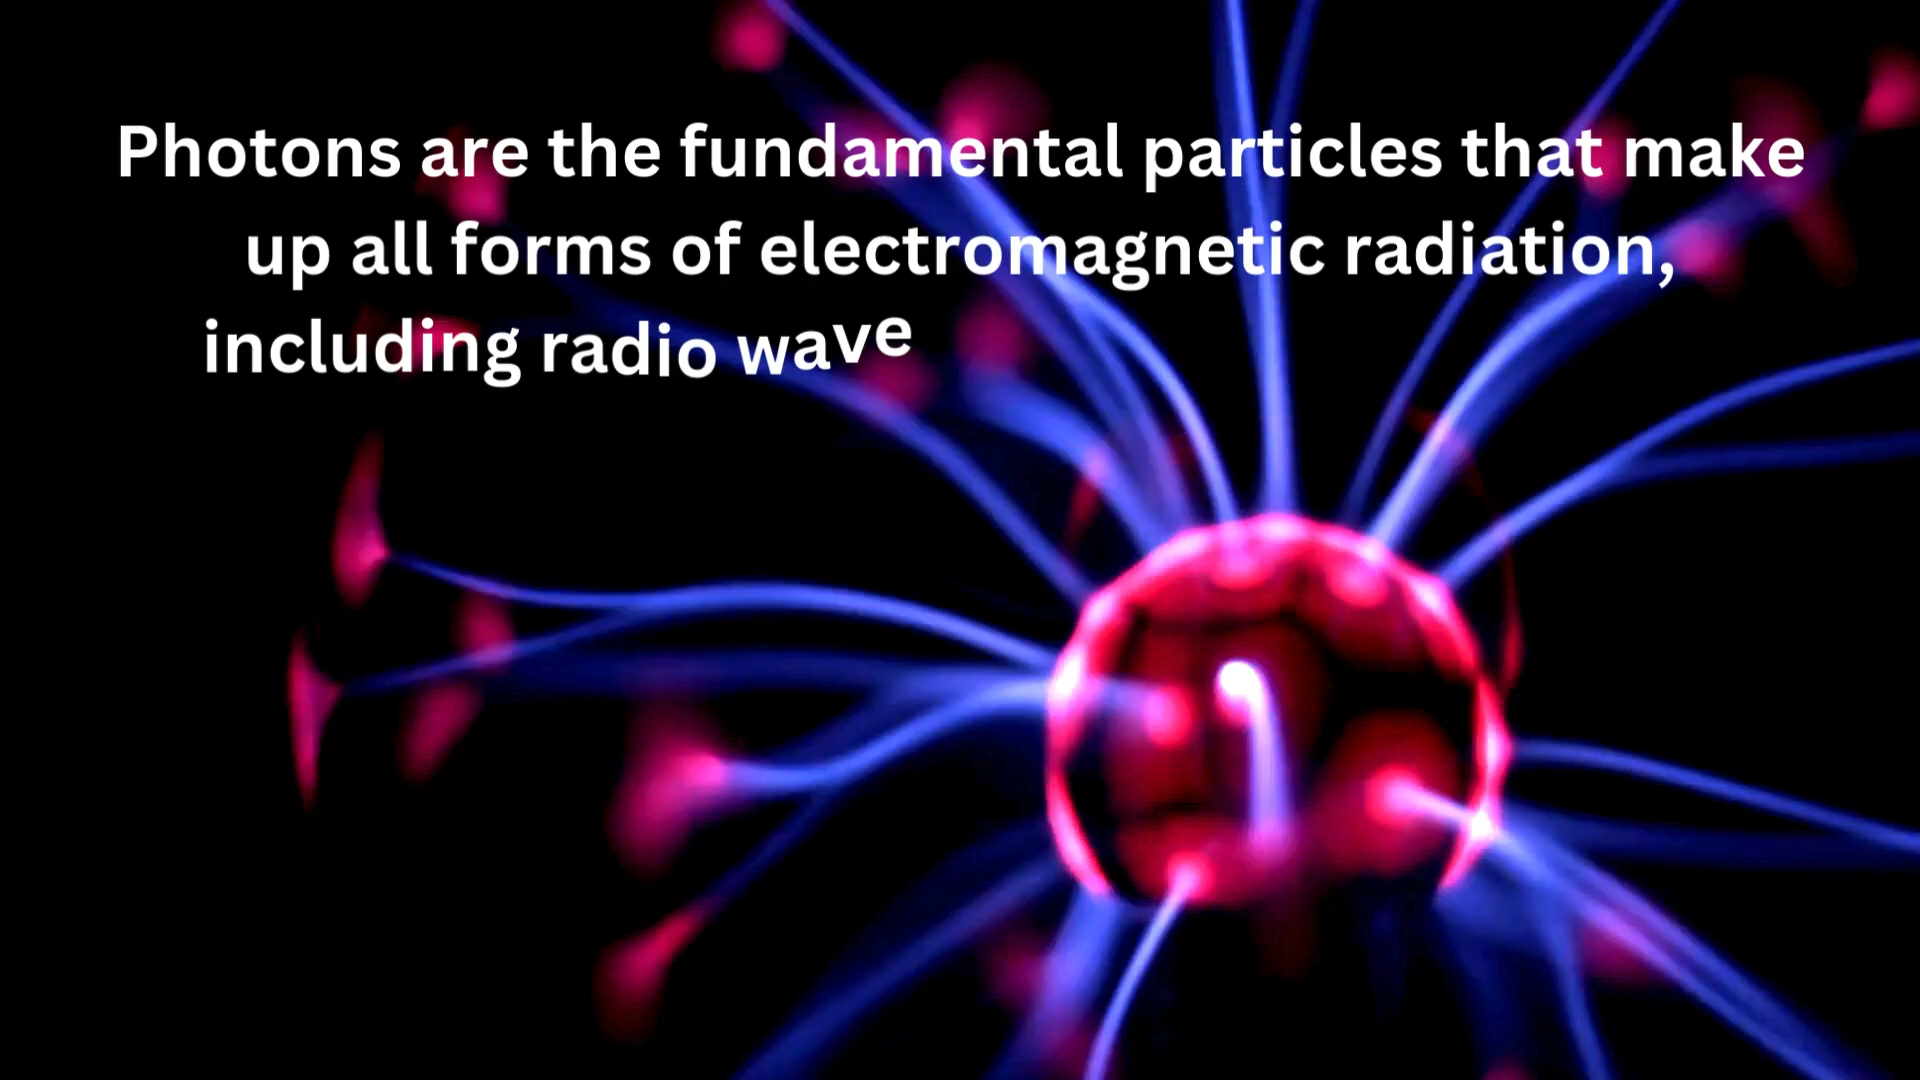 Photons are the fundamental particles that make
up all forms of electromagnetic radiation,
including radio wave